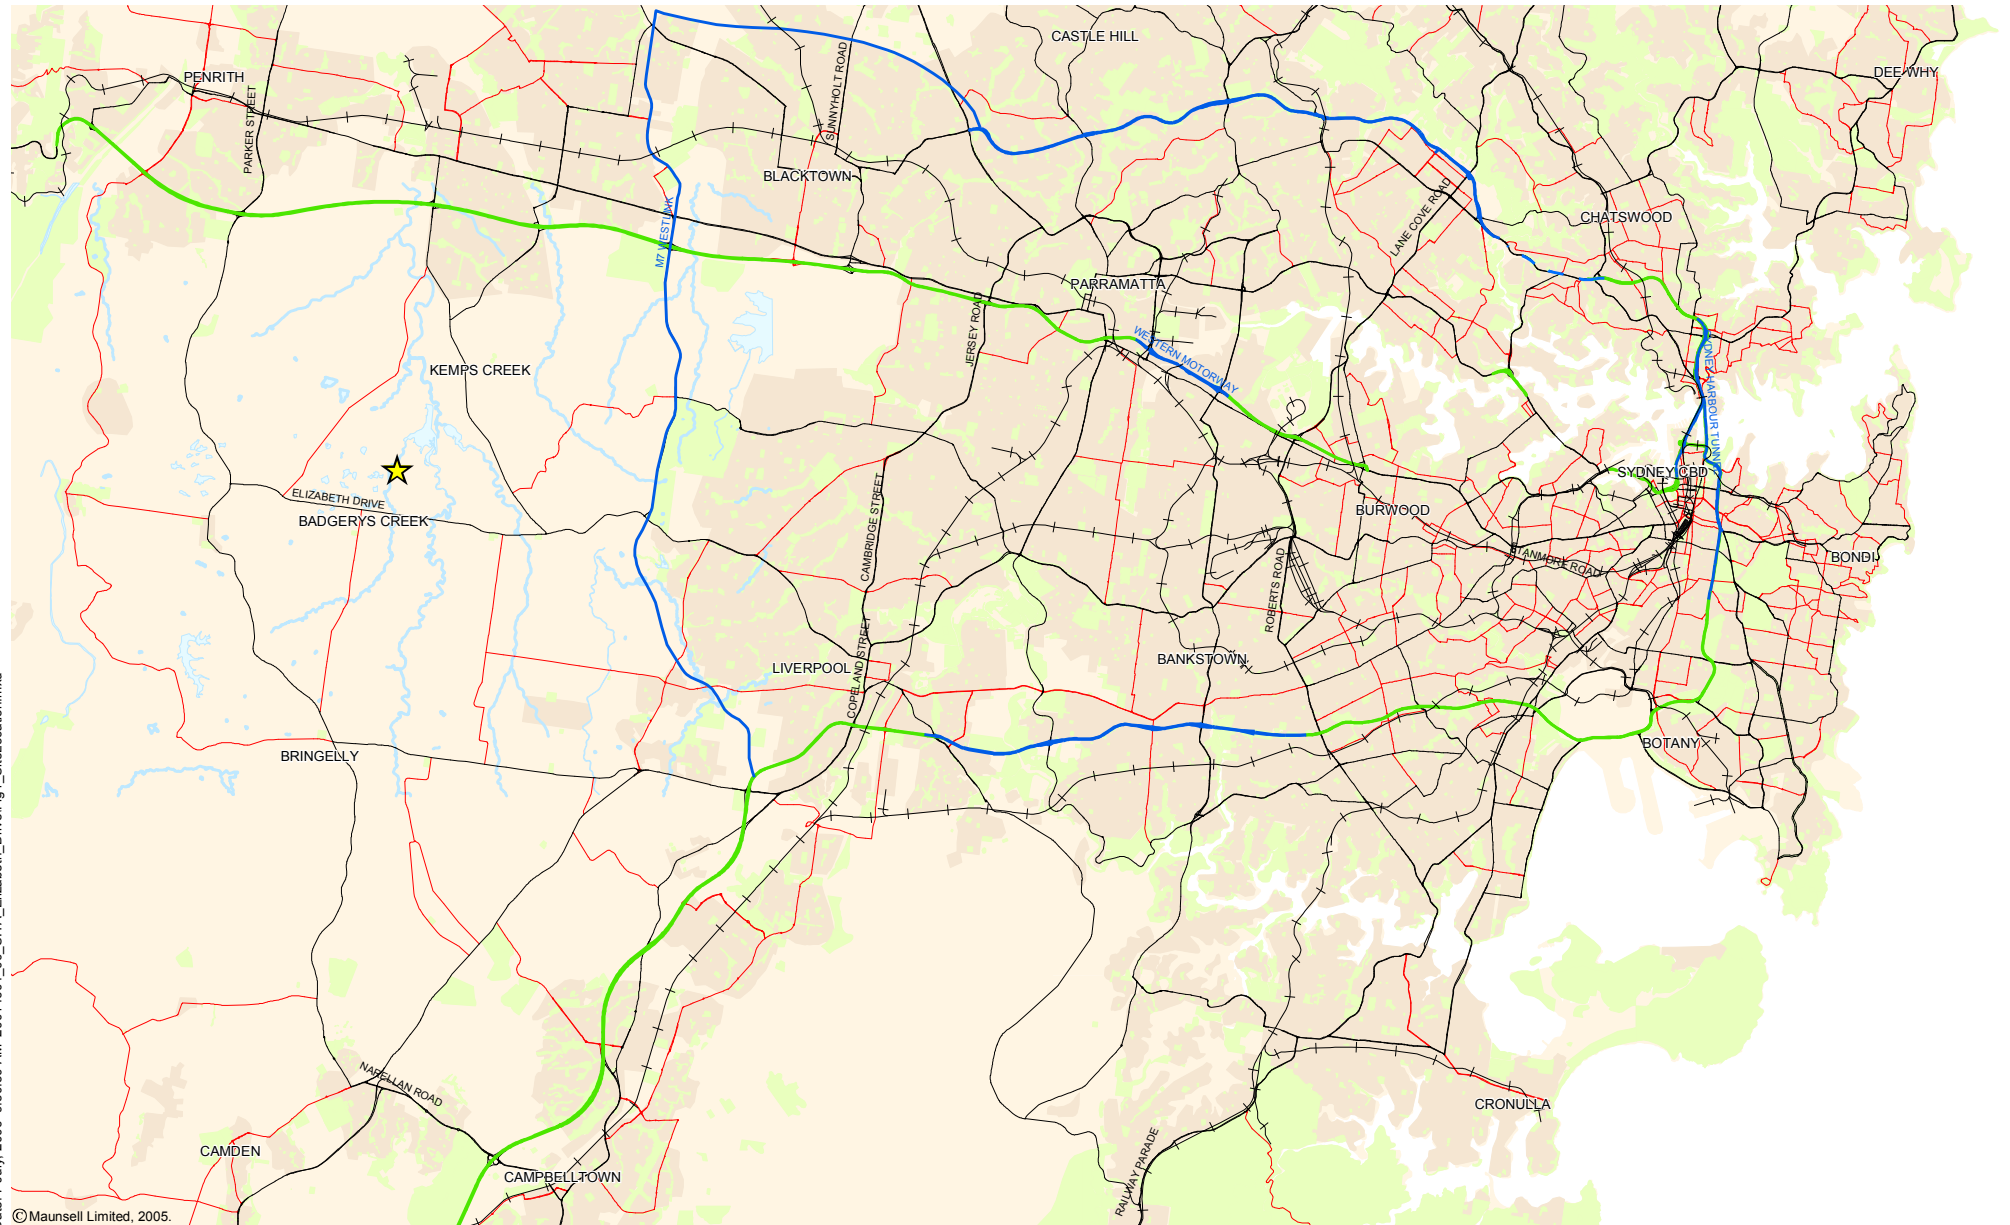 CASTLE HILL
DEE WHY
PENRITH
PARKER STREET
SUNNYHOLT ROAD
BLACKTOWN
LANE COVE ROAD
CHATSWOOD
M7 WESTLINK
PARRAMATTA
JERSEY ROAD
WESTERN MOTORWAY
SYDNEY HARBOUR TUNNEL
KEMPS CREEK
SYDNEY CBD
ELIZABETH DRIVE
BADGERYS CREEK
CAMBRIDGE STREET
BURWOOD
STANMORE ROAD
BONDI
ROBERTS ROAD
COPELAND STREET
LIVERPOOL
BANKSTOWN
BRINGELLY
BOTANY
NARELLAN ROAD
CRONULLA
CAMDEN
CAMPBELLTOWN
RAILWAY PARADE
© Maunsell Limited, 2005.